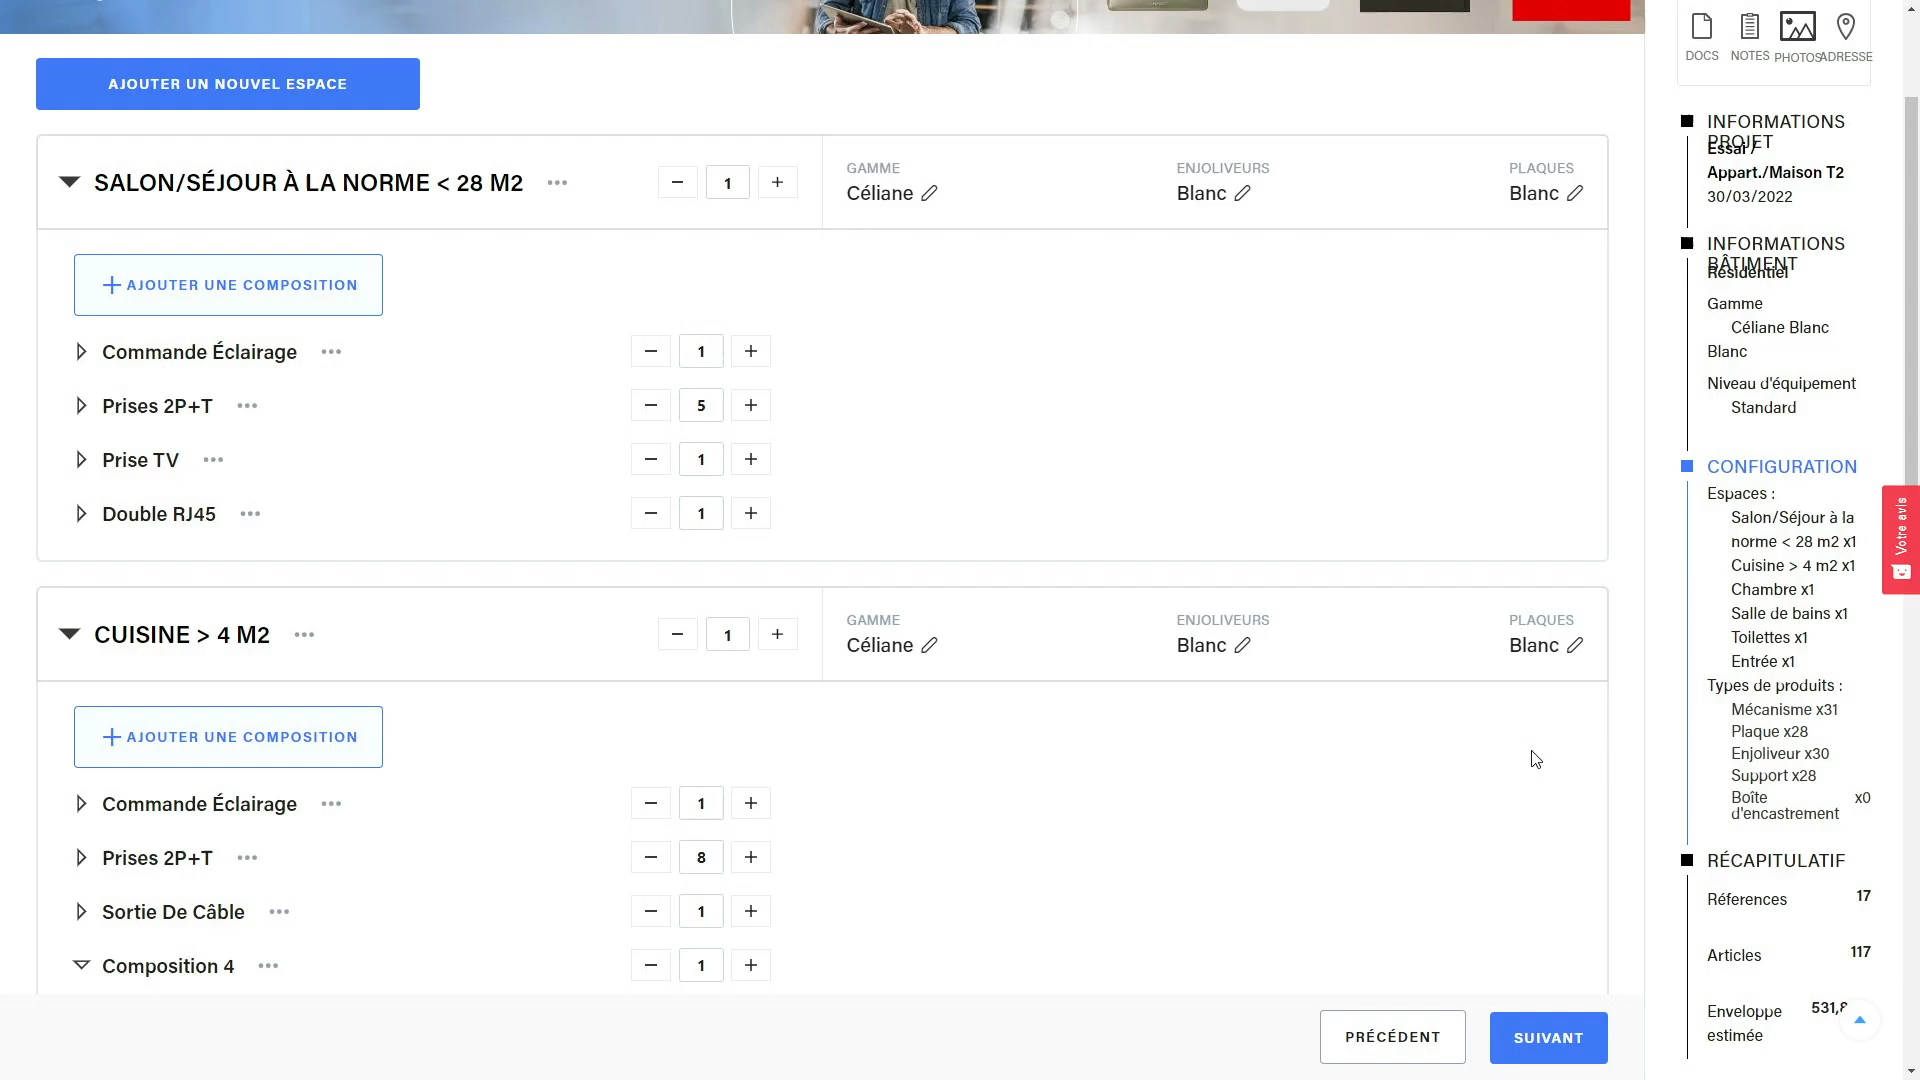 AJOUTER UN NOUVEL ESPACE
SALON/SÉJOUR À LA NORME < 28 M2
1
GAMME
Céliane
ENJOLIVEURS
Blanc
PLAQUES
Blanc
AJOUTER UNE COMPOSITION
Commande Éclairage
1
Prises 2P+T
5
Prise TV
1
Double RJ45
1
CUISINE > 4 M2
1
GAMME
Céliane
ENJOLIVEURS
Blanc
PLAQUES
Blanc
AJOUTER UNE COMPOSITION
Commande Éclairage
1
Prises 2P+T
8
Sortie De Câble
1
Composition 4
1
PRÉCÉDENT
SUIVANT
DOCS
NOTES
PHOTOS
ADRESSE
INFORMATIONS
PROJET
Essai /
Appart./Maison T2
30/03/2022
INFORMATIONS
BÂTIMENT
Résidentiel
Gamme
Céliane Blanc
Blanc
Niveau d'équipement
Standard
CONFIGURATION
Espaces :
Salon/Séjour à la
norme < 28 m2 x1
Cuisine > 4 m2 x1
Chambre x1
Salle de bains x1
Toilettes x1
Entrée x1
Types de produits :
Mécanisme x31
Plaque x28
Enjoliveur x30
Support x28
Boîte x0
d'encastrement
RÉCAPITULATIF
Réferences 17
Articles 117
Enveloppe
estimée
Votre avis